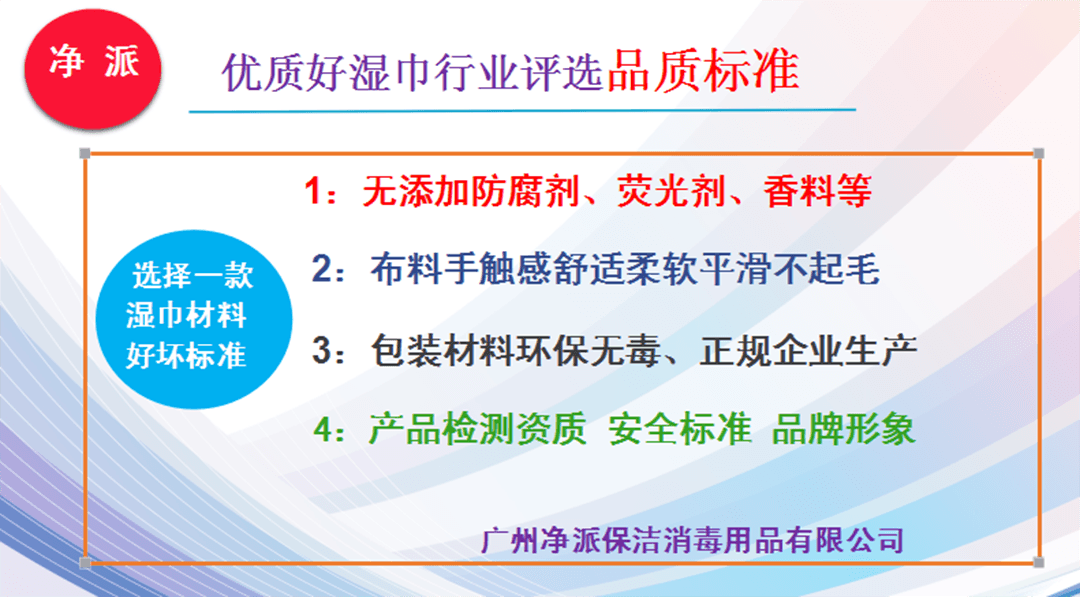 净 派
优质好湿巾行业评选品质标准
1：无添加防腐剂、荧光剂、香料等
选择一款
湿巾材料
好坏标准
2：布料手触感舒适柔软平滑不起毛
3：包装材料环保无毒、正规企业生产
4：产品检测资质 安全标准 品牌形象
广州净派保洁消毒用品有限公司